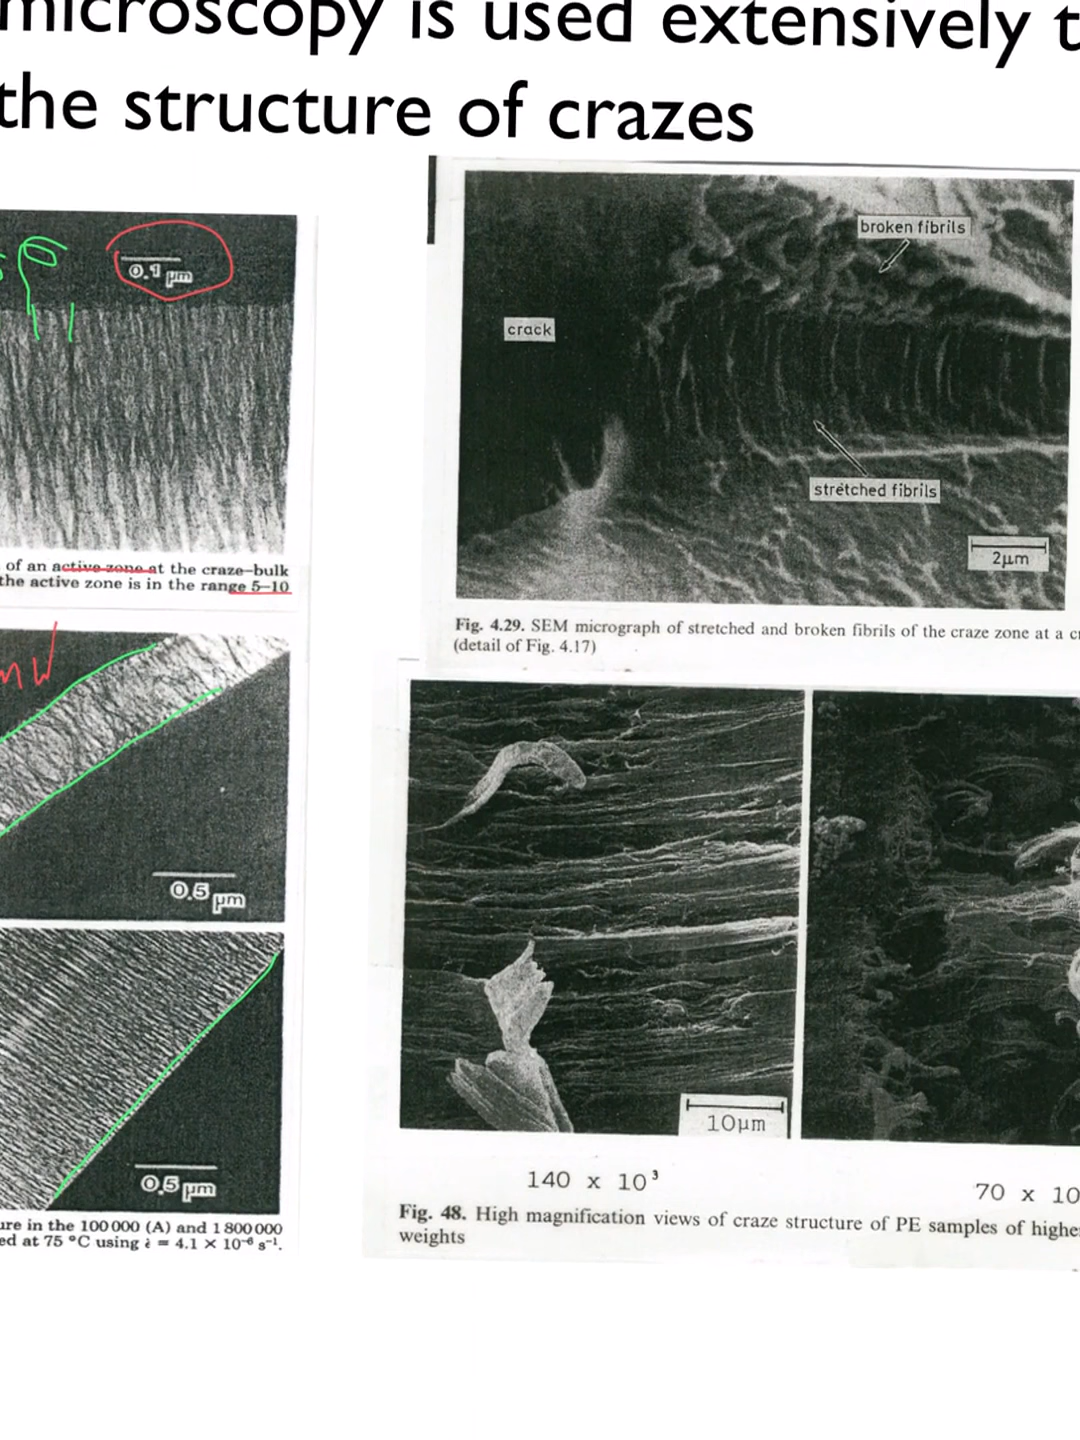 microscopy is used extensively t
the structure of crazes
0.1 μm
of an active zone at the craze–bulk
the active zone is in the range 5–10
MW
0.5 μm
0.5 μm
ure in the 100 000 (A) and 1 800 000
ed at 75 °C using ε̇ = 4.1 × 10⁻⁶ s⁻¹.
broken fibrils
crack
stretched fibrils
2μm
Fig. 4.29. SEM micrograph of stretched and broken fibrils of the craze zone at a c
(detail of Fig. 4.17)
10μm
140 x 10³
70 x 10
Fig. 48. High magnification views of craze structure of PE samples of highe
weights